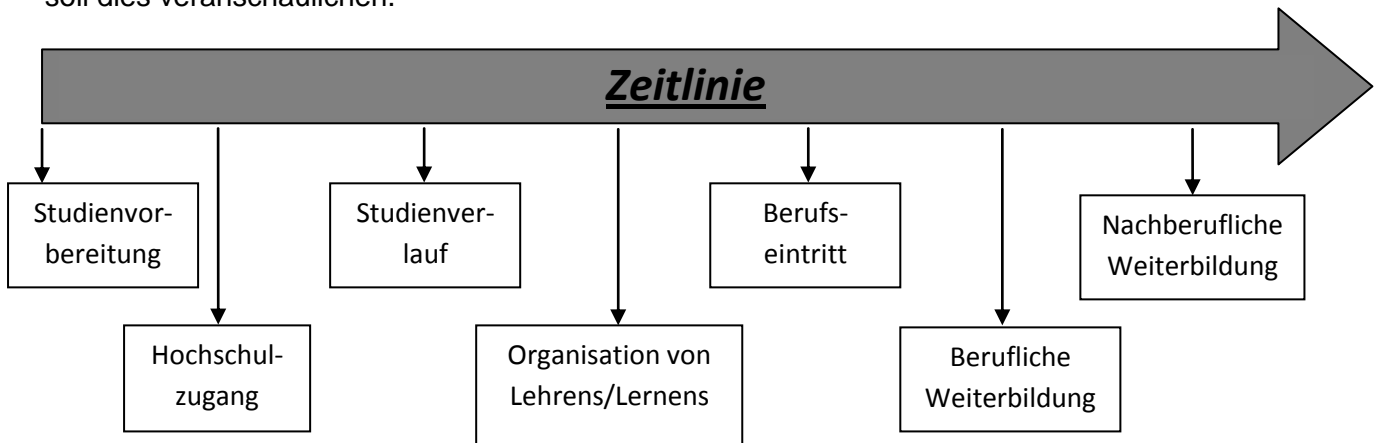 soll dies veranschaulichen:
Zeitlinie
Studienvor-
bereitung
Hochschul-
zugang
Studienver-
lauf
Organisation von
Lehrens/Lernens
Berufs-
eintritt
Berufliche
Weiterbildung
Nachberufliche
Weiterbildung